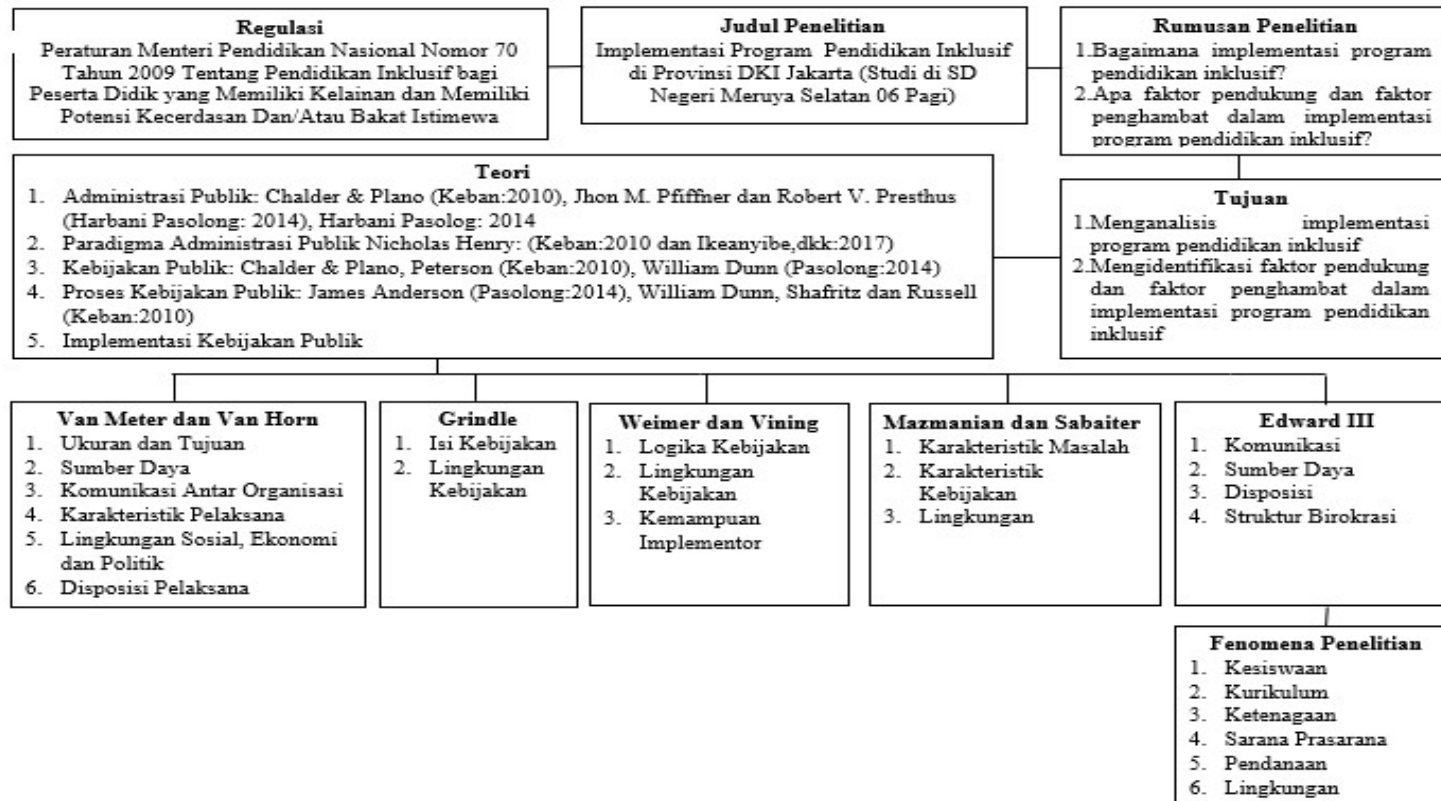 Regulasi
Peraturan Menteri Pendidikan Nasional Nomor 70
Tahun 2009 Tentang Pendidikan Inklusif bagi
Peserta Didik yang Memiliki Kelainan dan Memiliki
Potensi Kecerdasan Dan/Atau Bakat Istimewa
Judul Penelitian
Implementasi Program Pendidikan Inklusif
di Provinsi DKI Jakarta (Studi di SD
Negeri Meruya Selatan 06 Pagi)
Rumusan Penelitian
1.Bagaimana implementasi program
pendidikan inklusif?
2.Apa faktor pendukung dan faktor
penghambat dalam implementasi
program pendidikan inklusif?
Teori
1. Administrasi Publik: Chalder & Plano (Keban:2010), Jhon M. Pfiffner dan Robert V. Presthus
(Harbani Pasolong: 2014), Harbani Pasolog: 2014
2. Paradigma Administrasi Publik Nicholas Henry: (Keban:2010 dan Ikeanyibe,dkk:2017)
3. Kebijakan Publik: Chalder & Plano, Peterson (Keban:2010), William Dunn (Pasolong:2014)
4. Proses Kebijakan Publik: James Anderson (Pasolong:2014), William Dunn, Shafritz dan Russell
(Keban:2010)
5. Implementasi Kebijakan Publik
Tujuan
1.Menganalisis implementasi
program pendidikan inklusif
2.Mengidentifikasi faktor pendukung
dan faktor penghambat dalam
implementasi program pendidikan
inklusif
Van Meter dan Van Horn
1. Ukuran dan Tujuan
2. Sumber Daya
3. Komunikasi Antar Organisasi
4. Karakteristik Pelaksana
5. Lingkungan Sosial, Ekonomi
dan Politik
6. Disposisi Pelaksana
Grindle
1. Isi Kebijakan
2. Lingkungan
Kebijakan
Weimer dan Vining
1. Logika Kebijakan
2. Lingkungan
Kebijakan
3. Kemampuan
Implementor
Mazmanian dan Sabaiter
1. Karakteristik Masalah
2. Karakteristik
Kebijakan
3. Lingkungan
Edward III
1. Komunikasi
2. Sumber Daya
3. Disposisi
4. Struktur Birokrasi
Fenomena Penelitian
1. Kesiswaan
2. Kurikulum
3. Ketenagaan
4. Sarana Prasarana
5. Pendanaan
6. Lingkungan